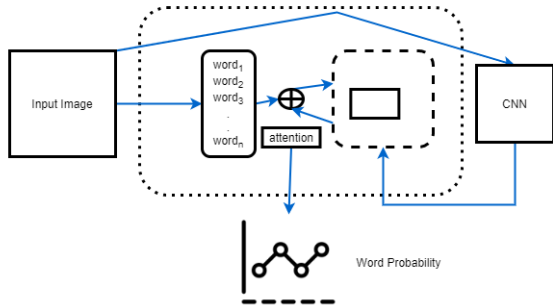 Input Image
word1
word2
word3
.
.
wordn
attention
CNN
Word Probability